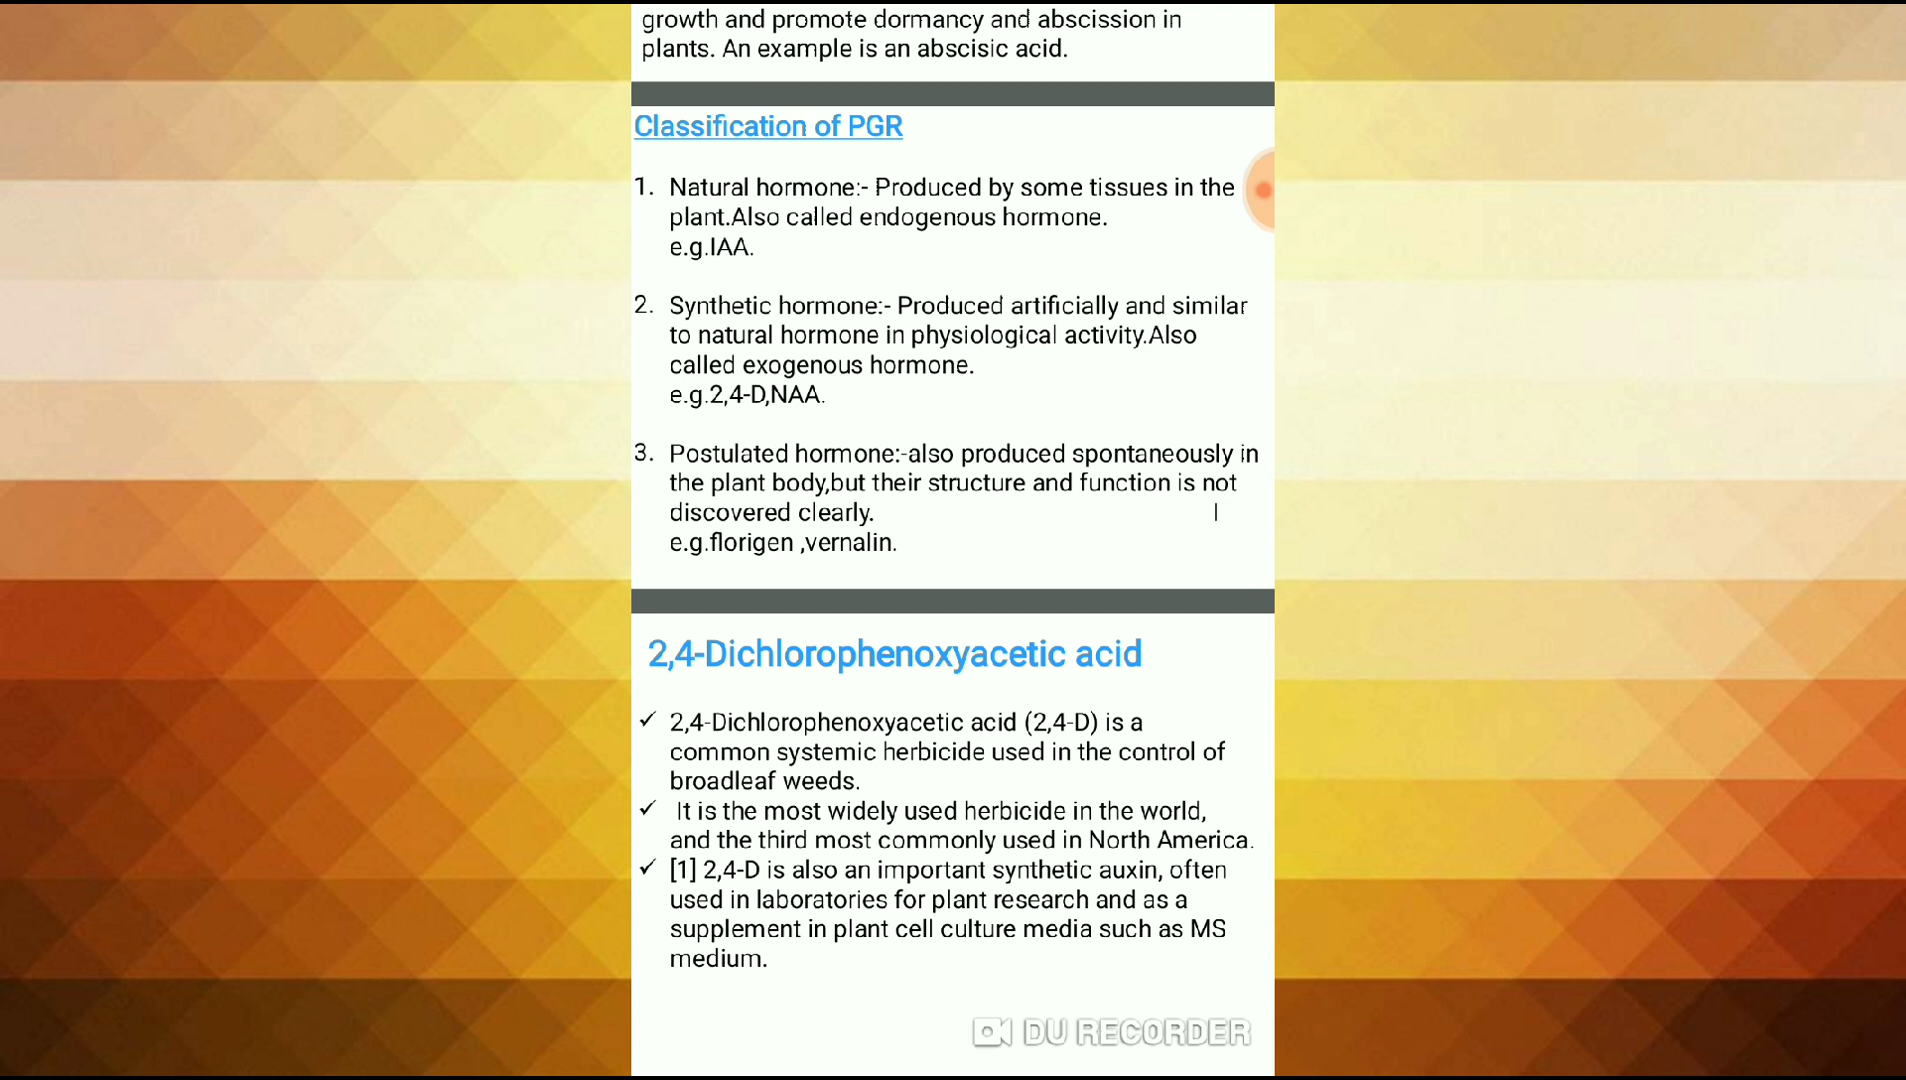 growth and promote dormancy and abscission in
plants. An example is an abscisic acid.
Classification of PGR
1. Natural hormone:- Produced by some tissues in the
plant.Also called endogenous hormone.
e.g.IAA.
2. Synthetic hormone:- Produced artificially and similar
to natural hormone in physiological activity.Also
called exogenous hormone.
e.g.2,4-D,NAA.
3. Postulated hormone:-also produced spontaneously in
the plant body,but their structure and function is not
discovered clearly. l
e.g.florigen ,vernalin.
2,4-Dichlorophenoxyacetic acid
✓ 2,4-Dichlorophenoxyacetic acid (2,4-D) is a
common systemic herbicide used in the control of
broadleaf weeds.
✓ It is the most widely used herbicide in the world,
and the third most commonly used in North America.
✓ [1] 2,4-D is also an important synthetic auxin, often
used in laboratories for plant research and as a
supplement in plant cell culture media such as MS
medium.
DU RECORDER